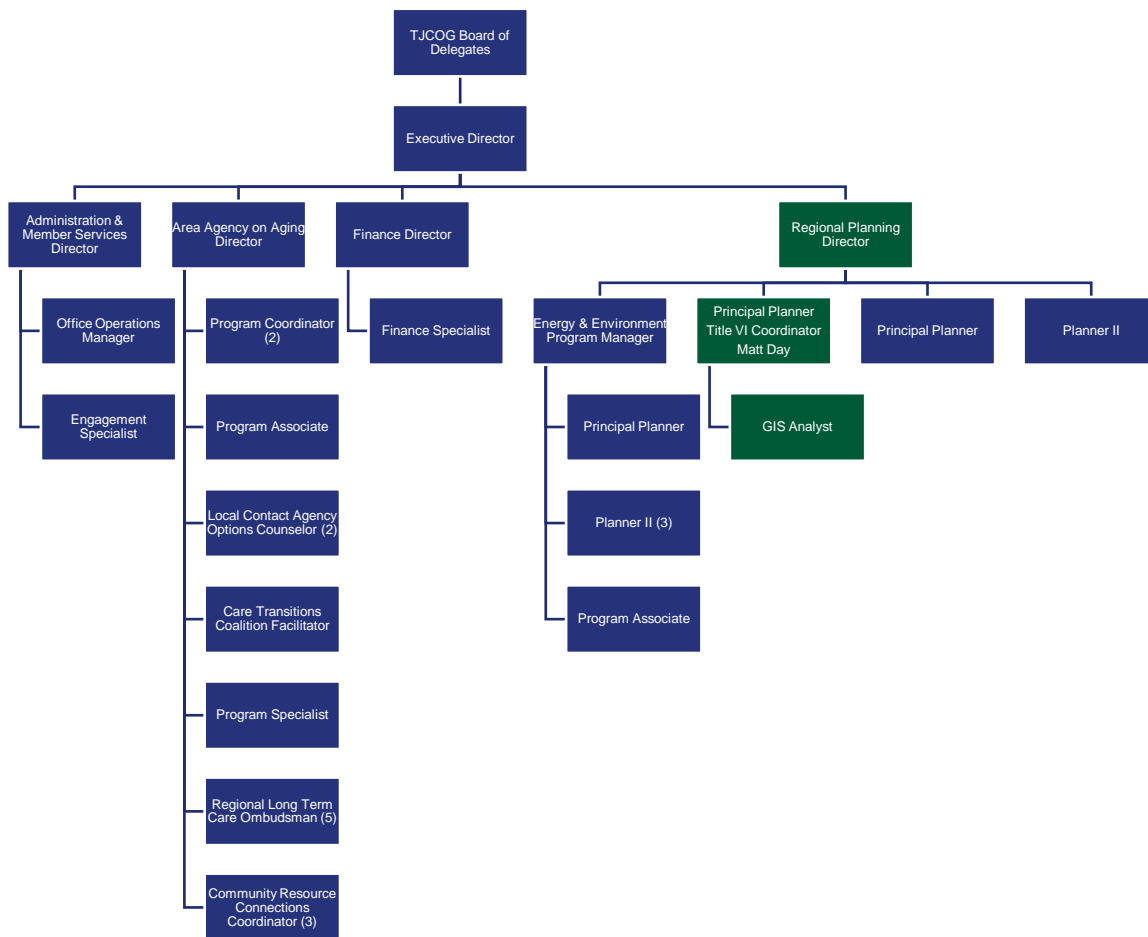 TJCOG Board of
Delegates
Executive Director
Administration &
Member Services
Director
Area Agency on Aging
Director
Finance Director
Regional Planning
Director
Office Operations
Manager
Program Coordinator
(2)
Finance Specialist
Energy & Environment
Program Manager
Principal Planner
Title VI Coordinator
Matt Day
Principal Planner
Planner II
Engagement
Specialist
Program Associate
Principal Planner
GIS Analyst
Local Contact Agency
Options Counselor (2)
Planner II (3)
Care Transitions
Coalition Facilitator
Program Associate
Program Specialist
Regional Long Term
Care Ombudsman (5)
Community Resource
Connections
Coordinator (3)